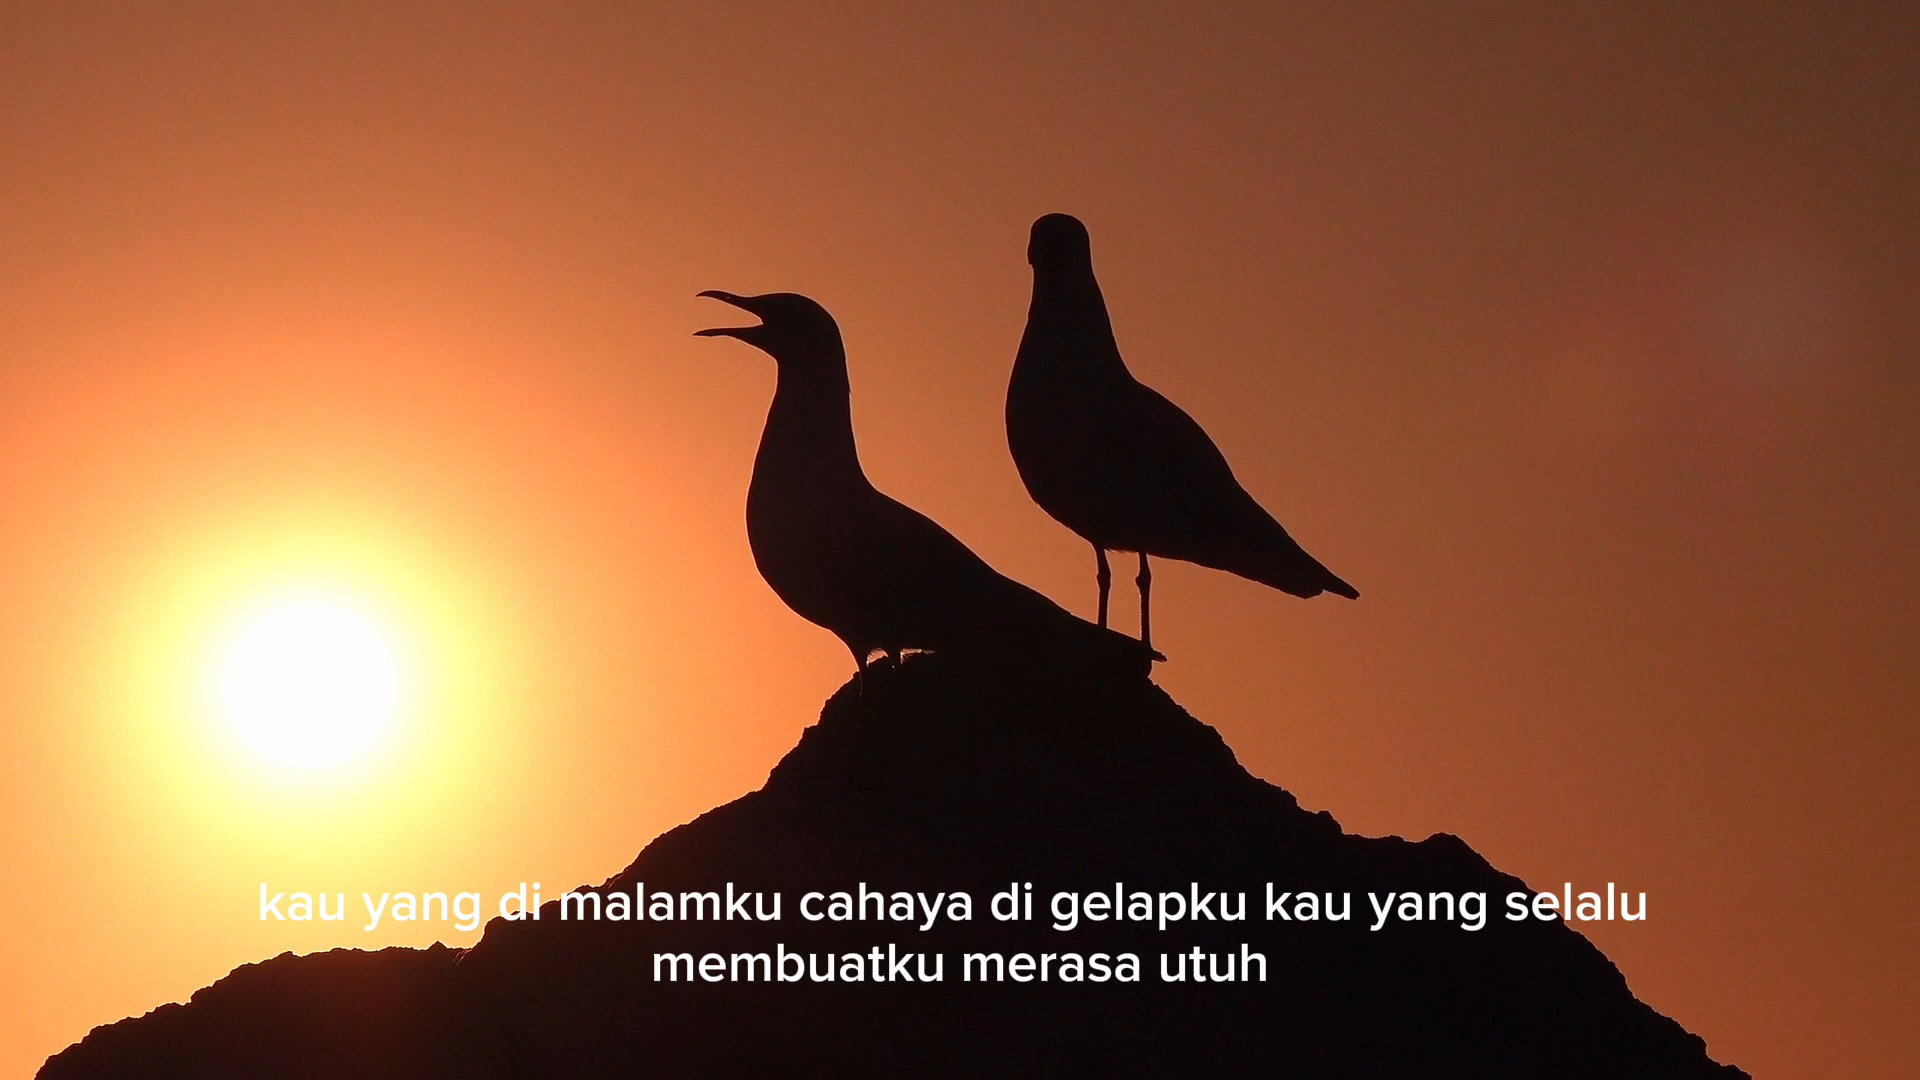 kau yang di malamku cahaya di gelapku kau yang selalu
membuatku merasa utuh